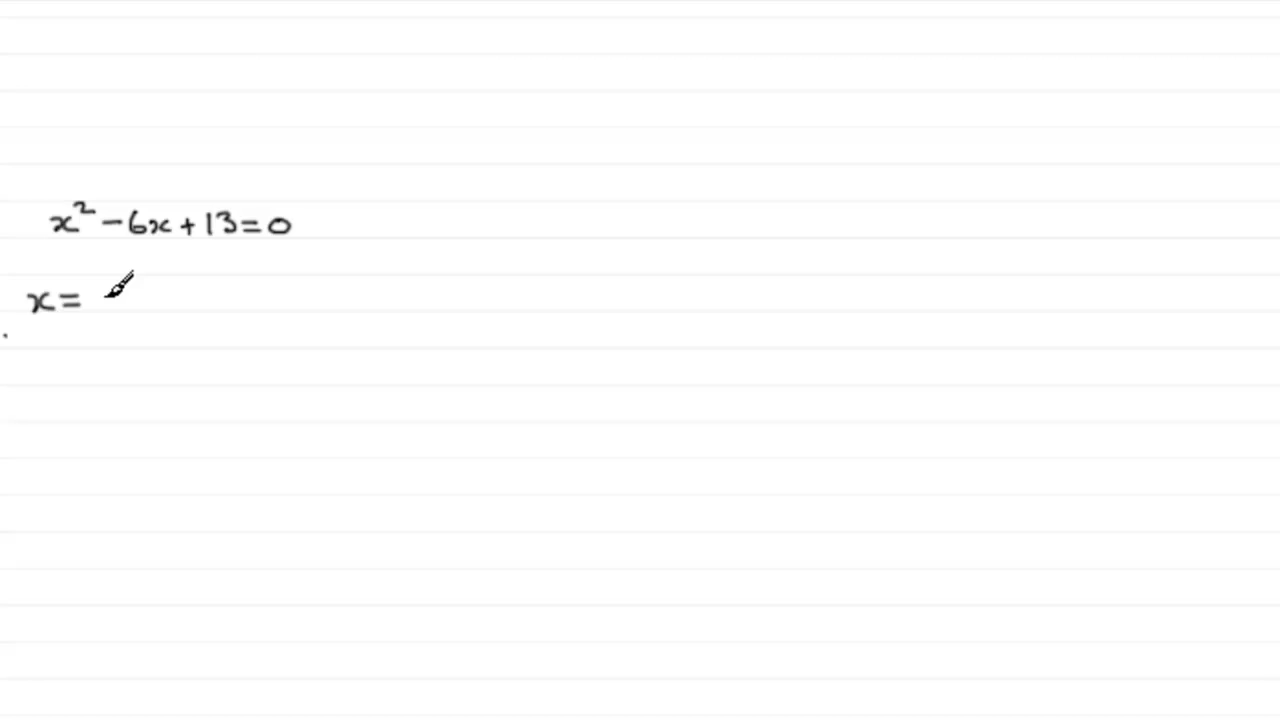 x² - 6x + 13 = 0
x =